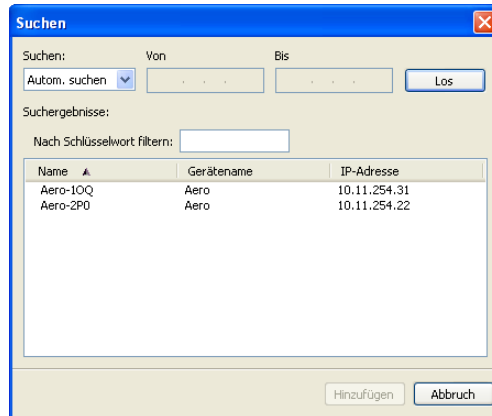 Suchen
Suchen: Von Bis
Autom. suchen . . . . . . Los
Suchergebnisse:
Nach Schlüsselwort filtern:
Name Gerätename IP-Adresse
Aero-1OQ Aero 10.11.254.31
Aero-2P0 Aero 10.11.254.22
Hinzufügen Abbruch